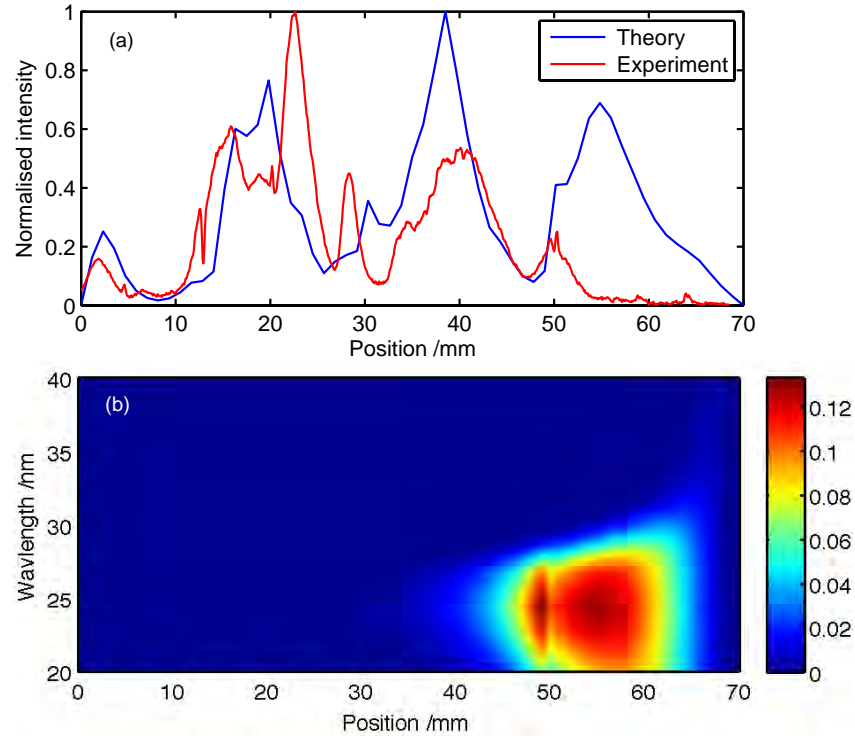 (a)
Theory
Experiment
Normalised intensity
1
0.8
0.6
0.4
0.2
0
0 10 20 30 40 50 60 70
Position /mm
(b)
Wavlength /nm
40
35
30
25
20
0 10 20 30 40 50 60 70
Position /mm
0.12
0.1
0.08
0.06
0.04
0.02
0